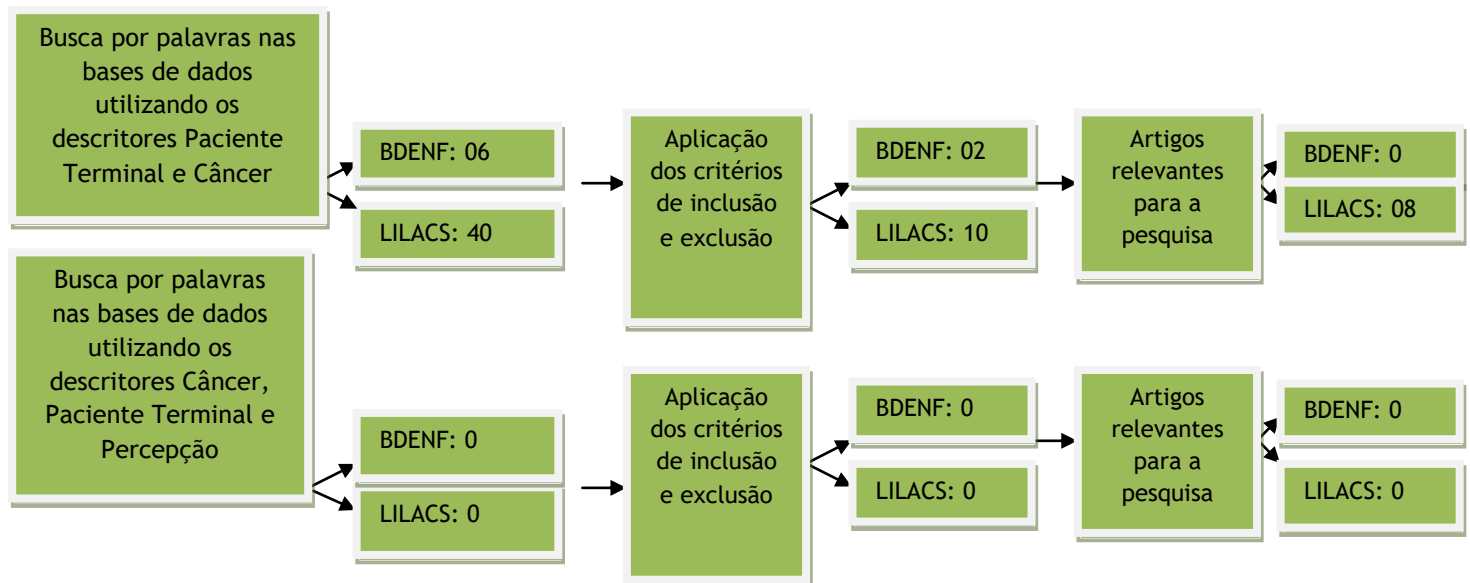 Busca por palavras nas
bases de dados
utilizando os
descritores Paciente
Terminal e Câncer
BDENF: 06
LILACS: 40
Aplicação
dos critérios
de inclusão
e exclusão
BDENF: 02
LILACS: 10
Artigos
relevantes
para a
pesquisa
BDENF: 0
LILACS: 08
Busca por palavras
nas bases de dados
utilizando os
descritores Câncer,
Paciente Terminal e
Percepção
BDENF: 0
LILACS: 0
Aplicação
dos critérios
de inclusão
e exclusão
BDENF: 0
LILACS: 0
Artigos
relevantes
para a
pesquisa
BDENF: 0
LILACS: 0